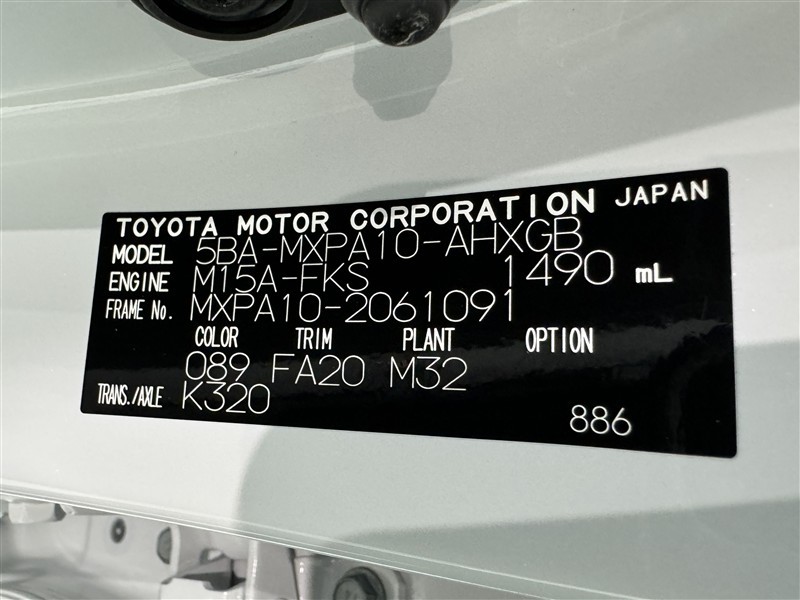 TOYOTA MOTOR CORPORATION JAPAN
MODEL 5BA-MXPA10-AHXGB
ENGINE M15A-FKS 1490 mL
FRAME No. MXPA10-2061091
COLOR TRIM PLANT OPTION
089 FA20 M32
TRANS./AXLE K320
886